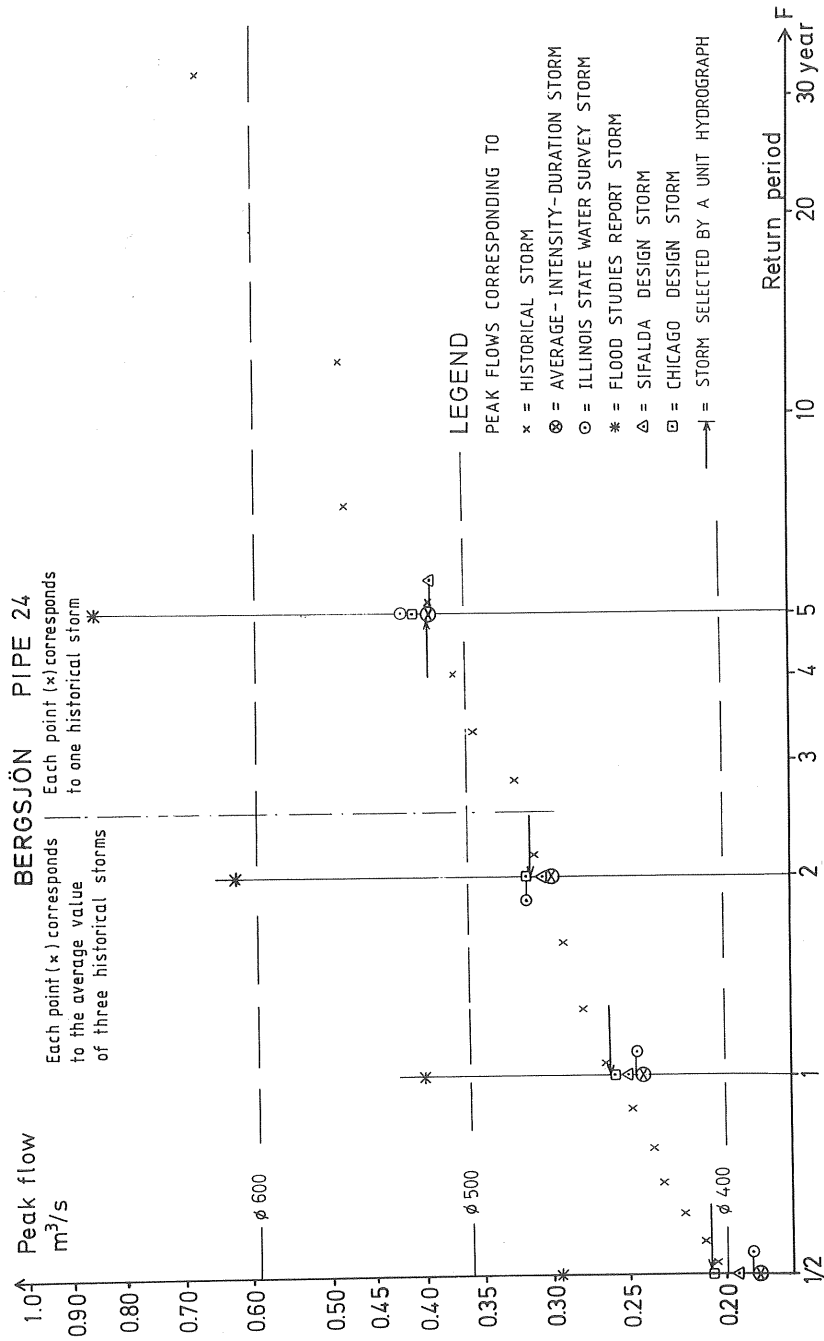 BERGSJÖN PIPE 24
Peak flow
m³/s
Each point (x) corresponds
to the average value
of three historical storms
Each point (x) corresponds
to one historical storm
1.0
0.90
0.80
0.70
0.60
0.50
0.45
0.40
0.35
0.30
0.25
0.20
ø 600
ø 500
ø 400
LEGEND
PEAK FLOWS CORRESPONDING TO
x = HISTORICAL STORM
⊗ = AVERAGE-INTENSITY-DURATION STORM
⊙ = ILLINOIS STATE WATER SURVEY STORM
* = FLOOD STUDIES REPORT STORM
△ = SIFALDA DESIGN STORM
⊡ = CHICAGO DESIGN STORM
→| = STORM SELECTED BY A UNIT HYDROGRAPH
Return period F
1/2 1 2 3 4 5 10 20 30 year